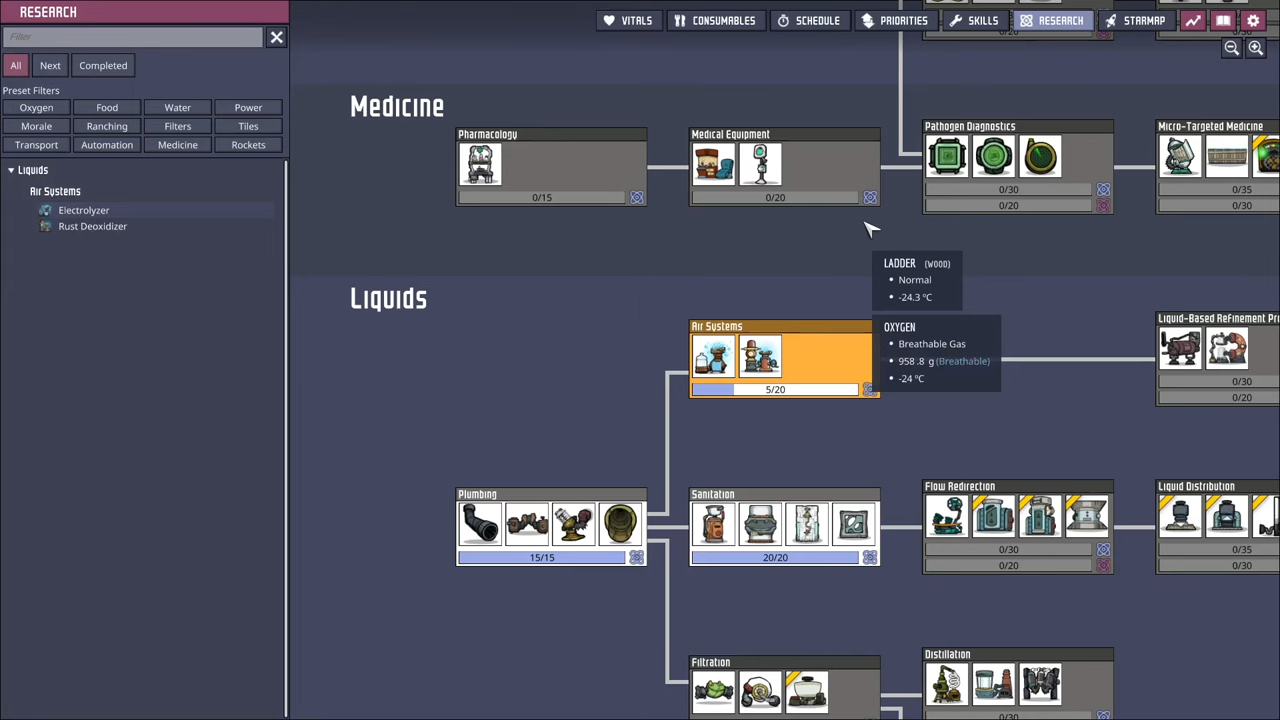 RESEARCH
VITALS
CONSUMABLES
SCHEDULE
PRIORITIES
SKILLS
RESEARCH
STARMAP
Filter
All
Next
Completed
Preset Filters
Oxygen
Food
Water
Power
Morale
Ranching
Filters
Tiles
Transport
Automation
Medicine
Rockets
Liquids
Air Systems
Electrolyzer
Rust Deoxidizer
Medicine
Pharmacology
0/15
Medical Equipment
0/20
Pathogen Diagnostics
0/30
0/20
Micro-Targeted Medicine
0/35
0/30
LADDER (WOOD)
• Normal
• -24.3 ºC
OXYGEN
• Breathable Gas
• 958.8 g (Breathable)
• -24 ºC
Liquids
Air Systems
5/20
Liquid-Based Refinement Pr
0/30
0/20
Plumbing
15/15
Sanitation
20/20
Flow Redirection
0/30
0/20
Liquid Distribution
0/35
0/30
Filtration
Distillation